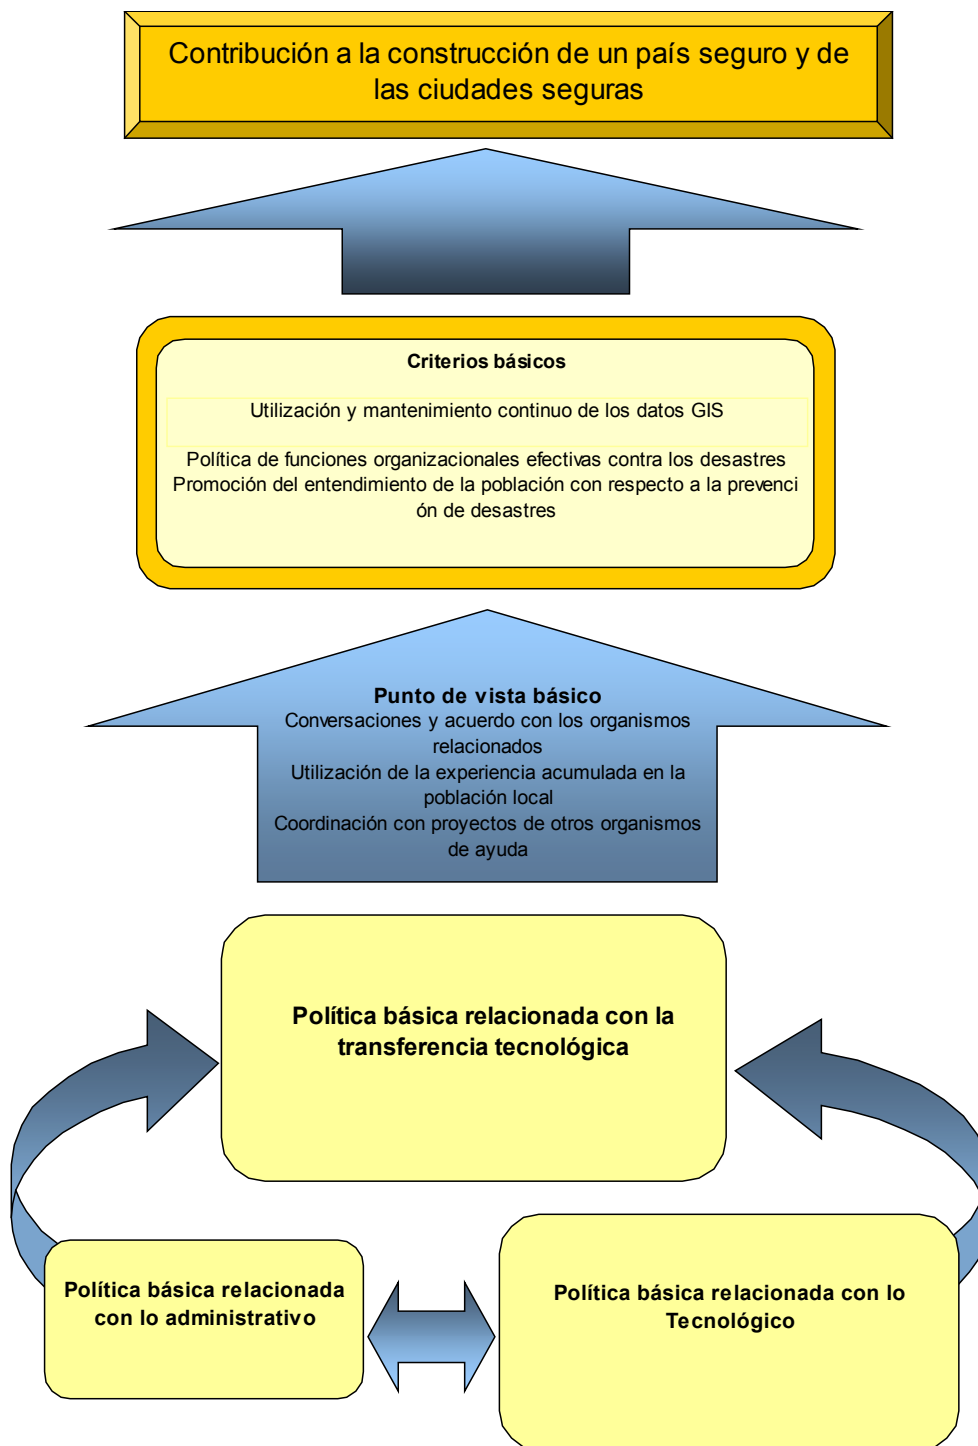 Contribución a la construcción de un país seguro y de
las ciudades seguras
Criterios básicos
Utilización y mantenimiento continuo de los datos GIS
Política de funciones organizacionales efectivas contra los desastres
Promoción del entendimiento de la población con respecto a la prevenci
ón de desastres
Punto de vista básico
Conversaciones y acuerdo con los organismos
relacionados
Utilización de la experiencia acumulada en la
población local
Coordinación con proyectos de otros organismos
de ayuda
Política básica relacionada con la
transferencia tecnológica
Política básica relacionada
con lo administrativo
Política básica relacionada con lo
Tecnológico